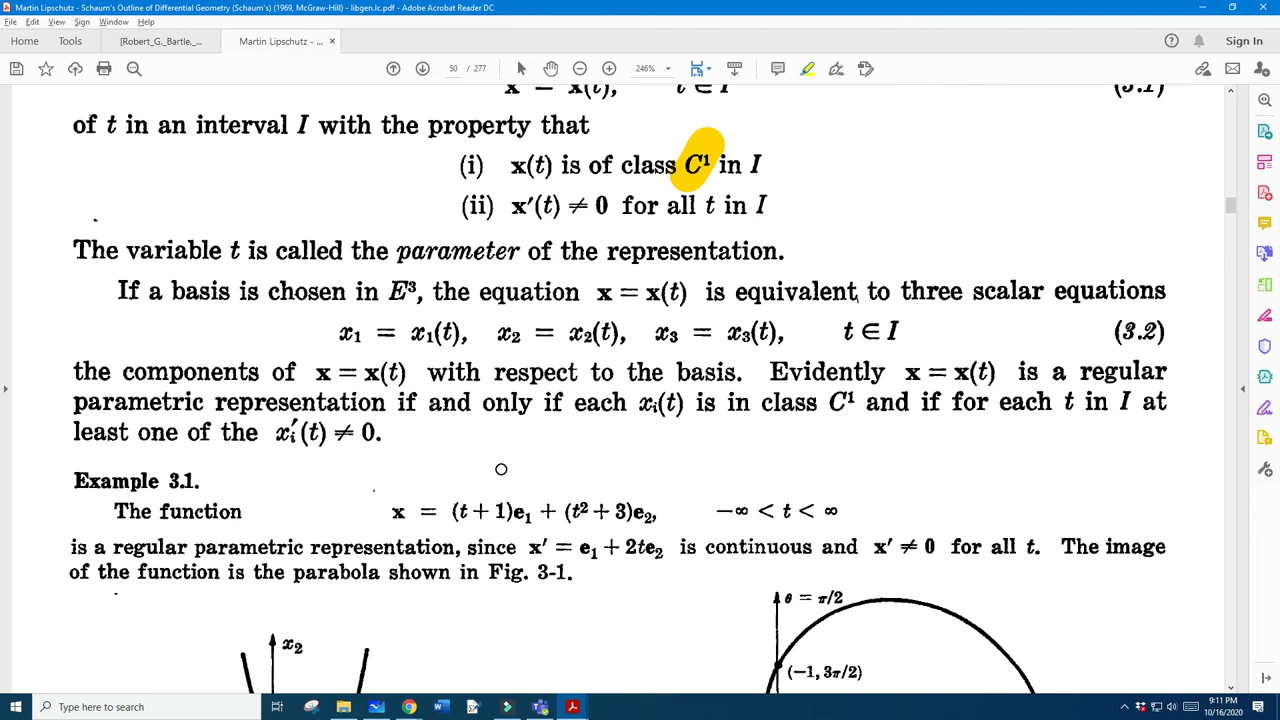 Martin Lipschutz - Schaum's Outline of Differential Geometry (Schaum's) (1969, McGraw-Hill) - libgen.lc.pdf - Adobe Acrobat Reader DC
File Edit View Sign Window Help
Home Tools [Robert_G._Bartle,_... Martin Lipschutz - ... × Sign In
50 / 277 246%
x = x(t), t ∈ I (3.1)
of t in an interval I with the property that
(i) x(t) is of class C¹ in I
(ii) x′(t) ≠ 0 for all t in I
The variable t is called the parameter of the representation.
If a basis is chosen in E³, the equation x = x(t) is equivalent to three scalar equations
x₁ = x₁(t), x₂ = x₂(t), x₃ = x₃(t), t ∈ I (3.2)
the components of x = x(t) with respect to the basis. Evidently x = x(t) is a regular
parametric representation if and only if each xᵢ(t) is in class C¹ and if for each t in I at
least one of the xᵢ′(t) ≠ 0.
Example 3.1.
The function x = (t + 1)e₁ + (t² + 3)e₂, −∞ < t < ∞
is a regular parametric representation, since x′ = e₁ + 2te₂ is continuous and x′ ≠ 0 for all t. The image
of the function is the parabola shown in Fig. 3-1.
θ = π/2
x₂
(−1, 3π/2)
Type here to search
9:11 PM
10/16/2020